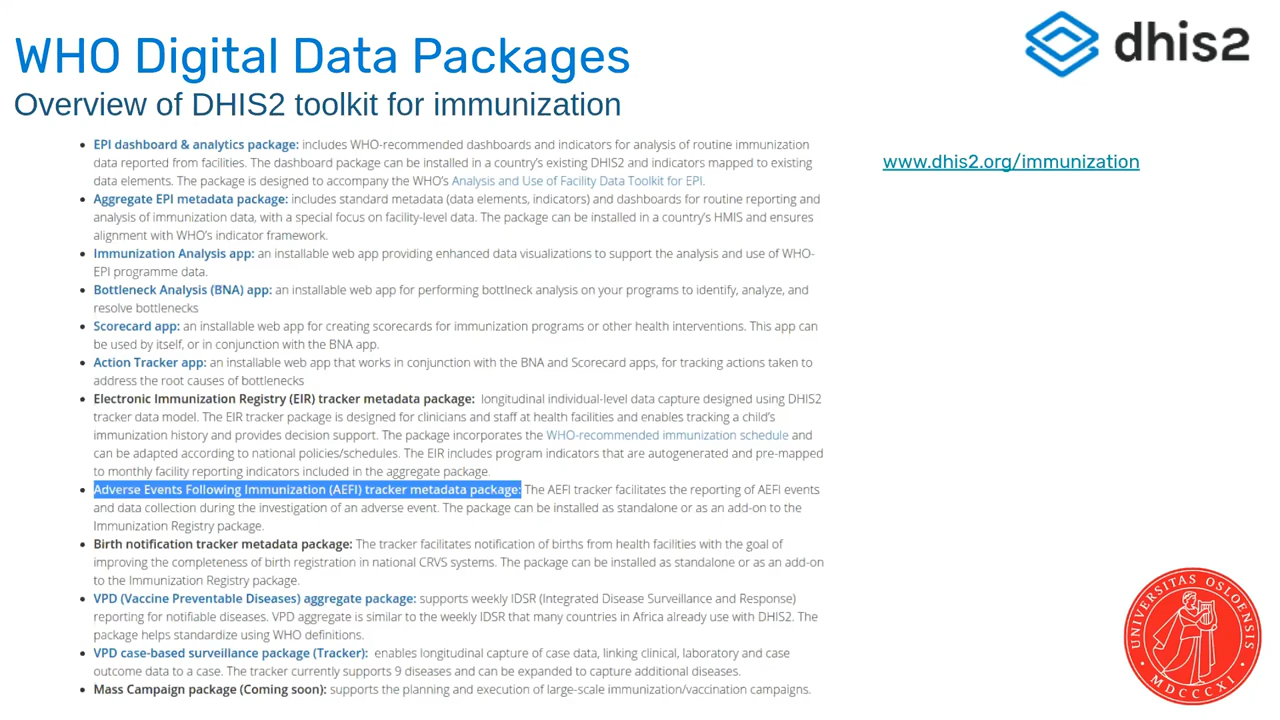 WHO Digital Data Packages
dhis2
Overview of DHIS2 toolkit for immunization
• EPI dashboard & analytics package: includes WHO-recommended dashboards and indicators for analysis of routine immunization
data reported from facilities. The dashboard package can be installed in a country's existing DHIS2 and indicators mapped to existing
data elements. The package is designed to accompany the WHO's Analysis and Use of Facility Data Toolkit for EPI.
• Aggregate EPI metadata package: includes standard metadata (data elements, indicators) and dashboards for routine reporting and
analysis of immunization data, with a special focus on facility-level data. The package can be installed in a country's HMIS and ensures
alignment with WHO's indicator framework.
• Immunization Analysis app: an installable web app providing enhanced data visualizations to support the analysis and use of WHO-
EPI programme data.
• Bottleneck Analysis (BNA) app: an installable web app for performing bottlneck analysis on your programs to identify, analyze, and
resolve bottlenecks
• Scorecard app: an installable web app for creating scorecards for immunization programs or other health interventions. This app can
be used by itself, or in conjunction with the BNA app.
• Action Tracker app: an installable web app that works in conjunction with the BNA and Scorecard apps, for tracking actions taken to
address the root causes of bottlenecks
• Electronic Immunization Registry (EIR) tracker metadata package: longitudinal individual-level data capture designed using DHIS2
tracker data model. The EIR tracker package is designed for clinicians and staff at health facilities and enables tracking a child's
immunization history and provides decision support. The package incorporates the WHO-recommended immunization schedule and
can be adapted according to national policies/schedules. The EIR includes program indicators that are autogenerated and pre-mapped
to monthly facility reporting indicators included in the aggregate package.
• Adverse Events Following Immunization (AEFI) tracker metadata package: The AEFI tracker facilitates the reporting of AEFI events
and data collection during the investigation of an adverse event. The package can be installed as standalone or as an add-on to the
Immunization Registry package.
• Birth notification tracker metadata package: The tracker facilitates notification of births from health facilities with the goal of
improving the completeness of birth registration in national CRVS systems. The package can be installed as standalone or as an add-on
to the Immunization Registry package.
• VPD (Vaccine Preventable Diseases) aggregate package: supports weekly IDSR (Integrated Disease Surveillance and Response)
reporting for notifiable diseases. VPD aggregate is similar to the weekly IDSR that many countries in Africa already use with DHIS2. The
package helps standardize using WHO definitions.
• VPD case-based surveillance package (Tracker): enables longitudinal capture of case data, linking clinical, laboratory and case
outcome data to a case. The tracker currently supports 9 diseases and can be expanded to capture additional diseases.
• Mass Campaign package (Coming soon): supports the planning and execution of large-scale immunization/vaccination campaigns.
www.dhis2.org/immunization
UNIVERSITAS OSLOENSIS
MDCCCXI